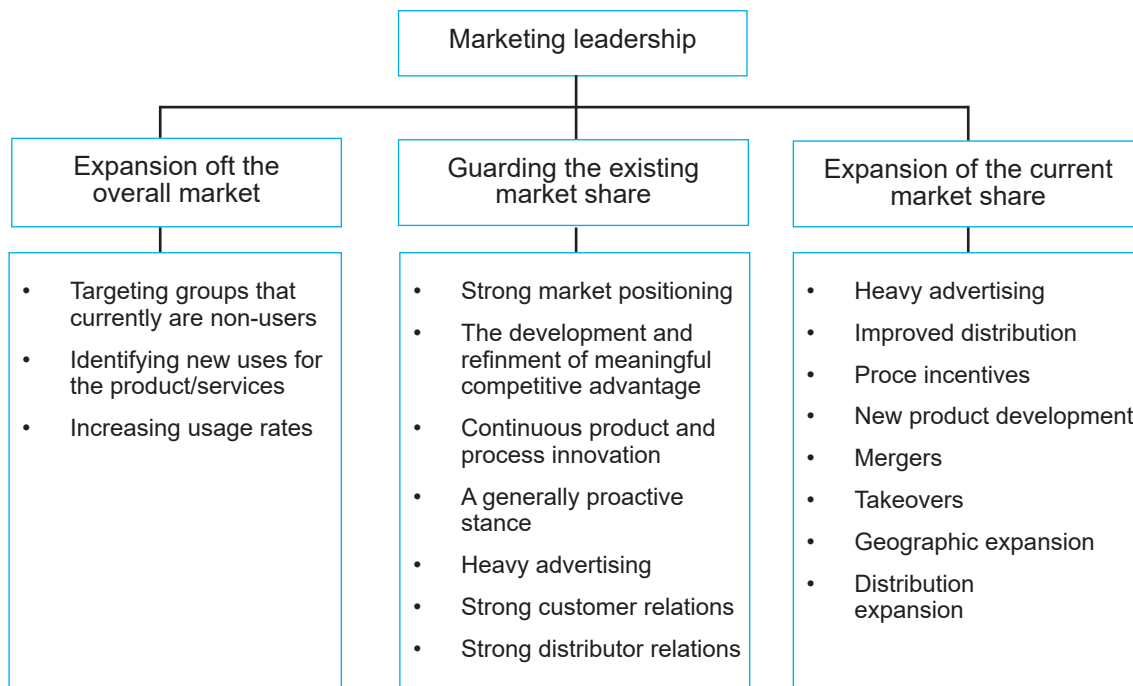 Marketing leadership
Expansion oft the
overall market
Guarding the existing
market share
Expansion of the current
market share
• Targeting groups that
currently are non-users
• Identifying new uses for
the product/services
• Increasing usage rates
• Strong market positioning
• The development and
refinment of meaningful
competitive advantage
• Continuous product and
process innovation
• A generally proactive
stance
• Heavy advertising
• Strong customer relations
• Strong distributor relations
• Heavy advertising
• Improved distribution
• Proce incentives
• New product development
• Mergers
• Takeovers
• Geographic expansion
• Distribution
expansion